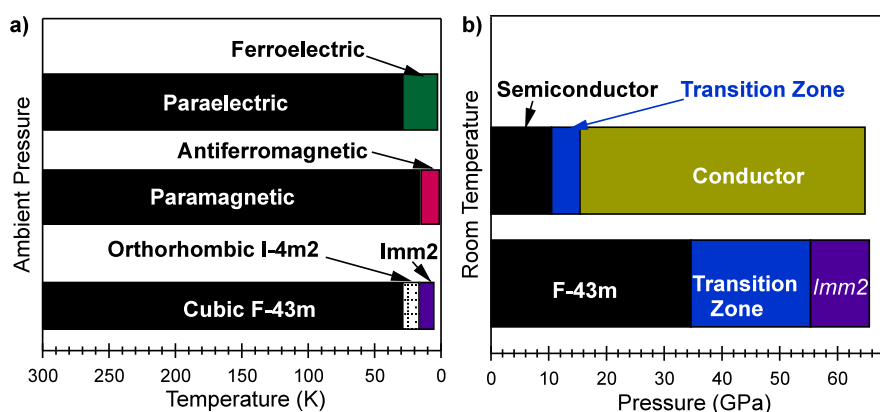 a)
Ambient Pressure
Ferroelectric
Paraelectric
Antiferromagnetic
Paramagnetic
Orthorhombic I-4m2
Imm2
Cubic F-43m
300 250 200 150 100 50 0
Temperature (K)
b)
Room Temperature
Semiconductor
Transition Zone
Conductor
F-43m
Transition
Zone
Imm2
0 10 20 30 40 50 60
Pressure (GPa)